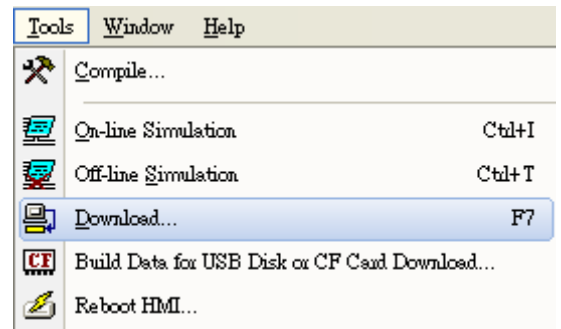 Tools Window Help
Compile...
On-line Simulation Ctrl+I
Off-line Simulation Ctrl+T
Download... F7
CF Build Data for USB Disk or CF Card Download...
Reboot HMI...